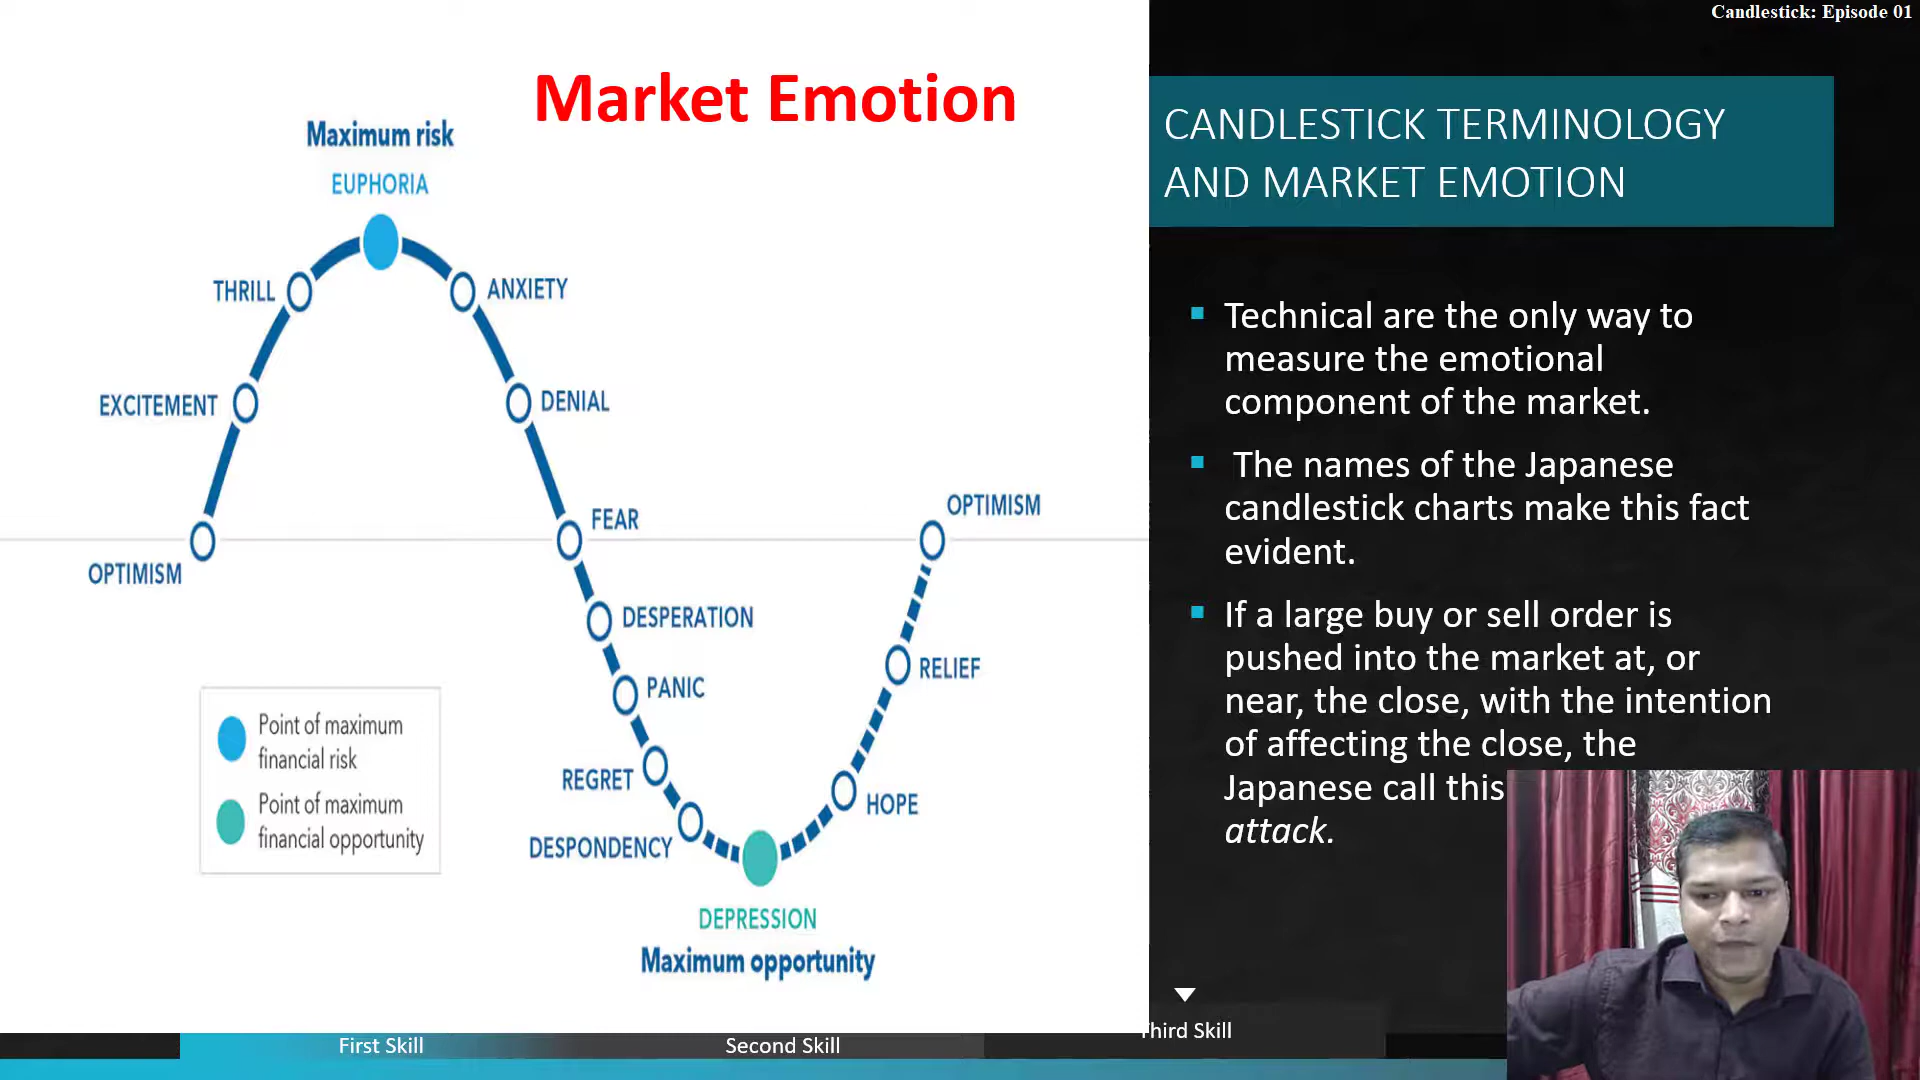 Candlestick: Episode 01
Market Emotion
Maximum risk
EUPHORIA
THRILL
ANXIETY
EXCITEMENT
DENIAL
FEAR
OPTIMISM
OPTIMISM
DESPERATION
PANIC
RELIEF
REGRET
HOPE
DESPONDENCY
DEPRESSION
Maximum opportunity
Point of maximum
financial risk
Point of maximum
financial opportunity
CANDLESTICK TERMINOLOGY
AND MARKET EMOTION
Technical are the only way to
measure the emotional
component of the market.
The names of the Japanese
candlestick charts make this fact
evident.
If a large buy or sell order is
pushed into the market at, or
near, the close, with the intention
of affecting the close, the
Japanese call this
attack.
First Skill
Second Skill
Third Skill